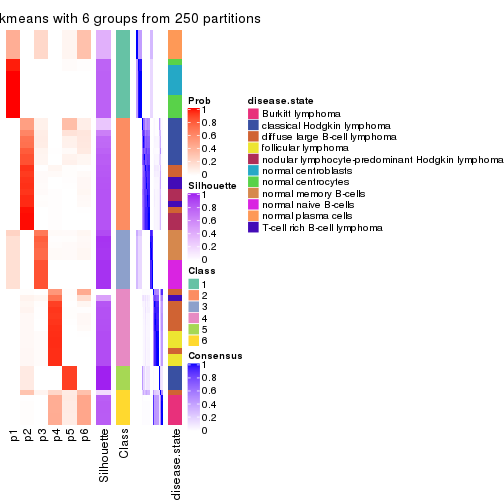 kmeans with 6 groups from 250 partitions
Prob
1
0.8
0.6
0.4
0.2
0
Silhouette
1
0.8
0.6
0.4
0.2
0
Class
1
2
3
4
5
6
Consensus
1
0.8
0.6
0.4
0.2
0
disease.state
Burkitt lymphoma
classical Hodgkin lymphoma
diffuse large B-cell lymphoma
follicular lymphoma
nodular lymphocyte-predominant Hodgkin lymphoma
normal centroblasts
normal centrocytes
normal memory B-cells
normal naive B-cells
normal plasma cells
T-cell rich B-cell lymphoma
p1
p2
p3
p4
p5
p6
Silhouette
Class
disease.state